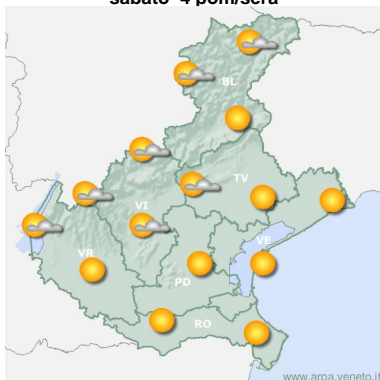 sabato 4 pom/sera
BL
TV
VI
VE
VR
PD
RO
www.arpa.veneto.it